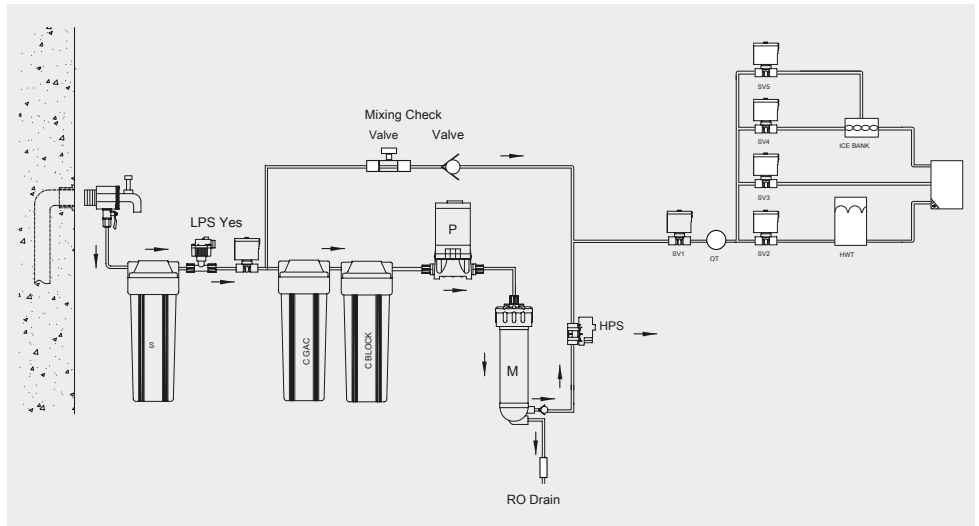 SV5
Mixing Check
Valve Valve
SV4
ICE BANK
LPS Yes
P
SV3
SV1
OT
SV2
HWT
S
C GAC
C BLOCK
M
HPS
RO Drain